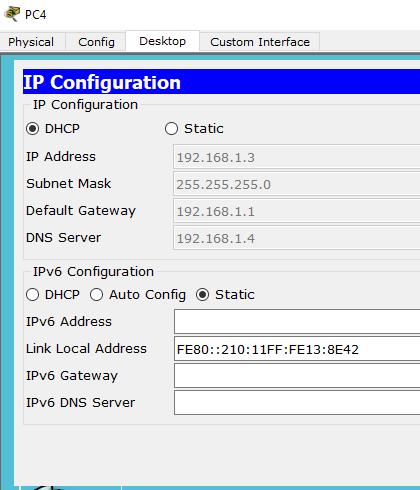 PC4
Physical Config Desktop Custom Interface
IP Configuration
IP Configuration
DHCP Static
IP Address 192.168.1.3
Subnet Mask 255.255.255.0
Default Gateway 192.168.1.1
DNS Server 192.168.1.4
IPv6 Configuration
DHCP Auto Config Static
IPv6 Address
Link Local Address FE80::210:11FF:FE13:8E42
IPv6 Gateway
IPv6 DNS Server